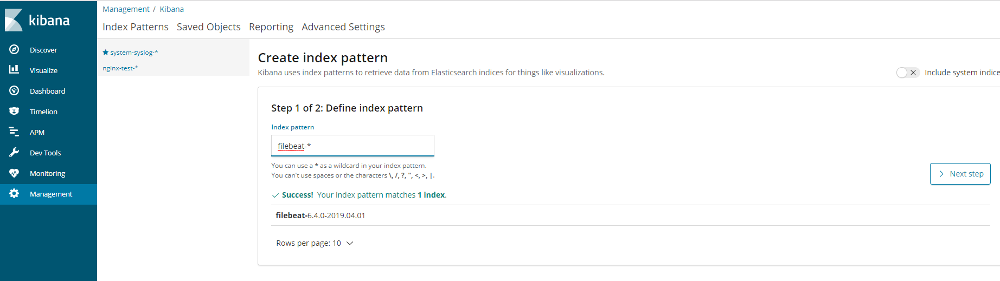 kibana
Discover
Visualize
Dashboard
Timelion
APM
Dev Tools
Monitoring
Management
Management / Kibana
Index Patterns Saved Objects Reporting Advanced Settings
system-syslog-*
nginx-test-*
Create index pattern
Kibana uses index patterns to retrieve data from Elasticsearch indices for things like visualizations.
Include system indice
Step 1 of 2: Define index pattern
Index pattern
filebeat-*
You can use a * as a wildcard in your index pattern.
You can't use spaces or the characters \, /, ?, ", <, >, |.
Next step
Success! Your index pattern matches 1 index.
filebeat-6.4.0-2019.04.01
Rows per page: 10